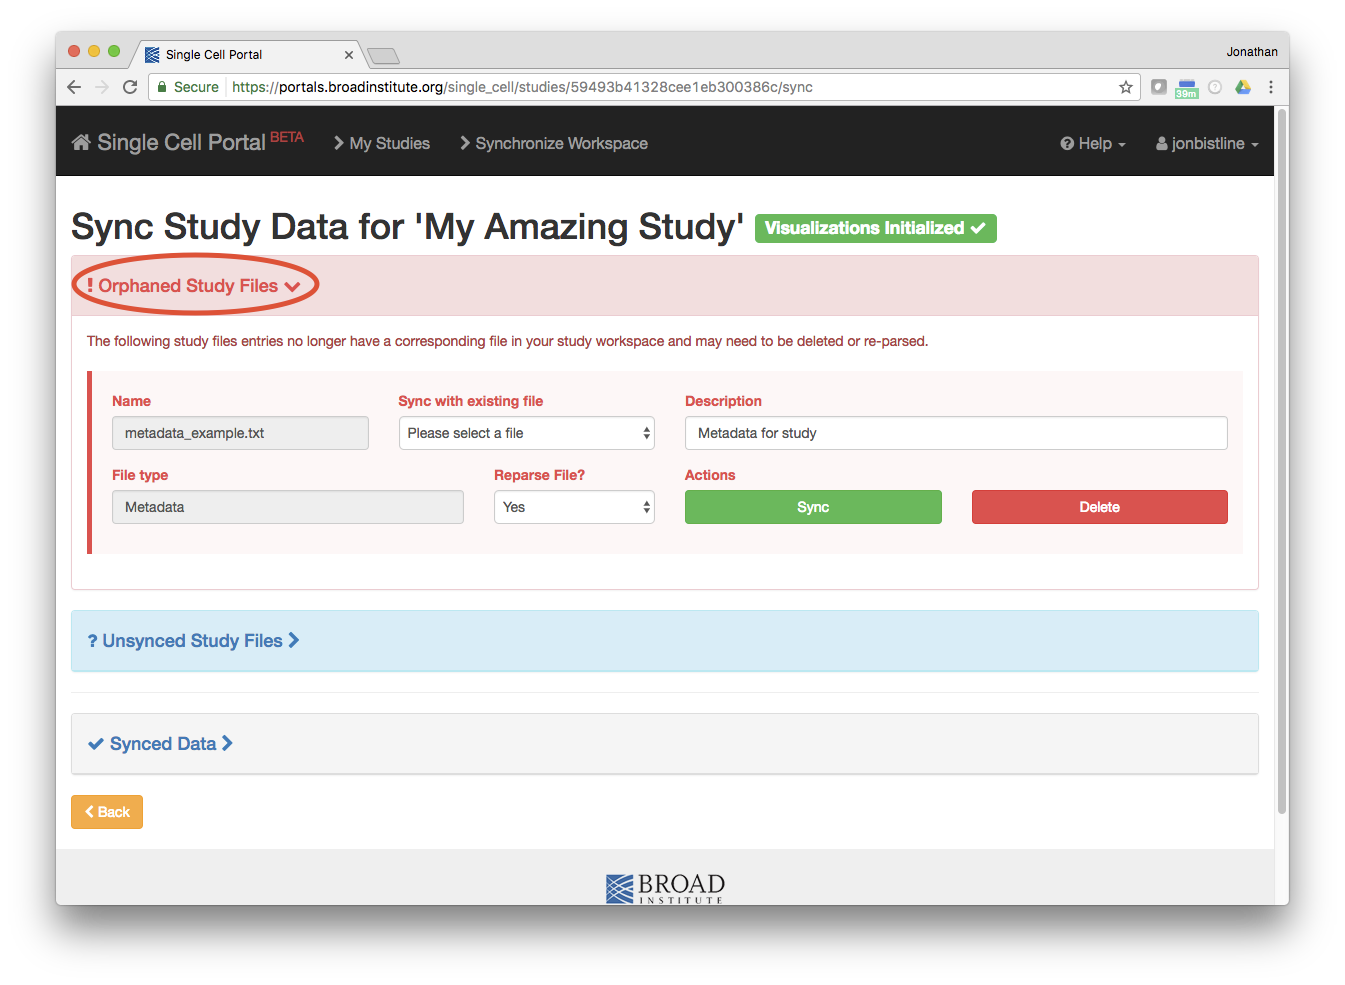 Single Cell Portal
Jonathan
Secure https://portals.broadinstitute.org/single_cell/studies/59493b41328cee1eb300386c/sync
39m
Single Cell Portal BETA My Studies Synchronize Workspace Help jonbistline
Sync Study Data for 'My Amazing Study' Visualizations Initialized
! Orphaned Study Files
The following study files entries no longer have a corresponding file in your study workspace and may need to be deleted or re-parsed.
Name Sync with existing file Description
metadata_example.txt Please select a file Metadata for study
File type Reparse File? Actions
Metadata Yes Sync Delete
? Unsynced Study Files
Synced Data
Back
BROAD
INSTITUTE